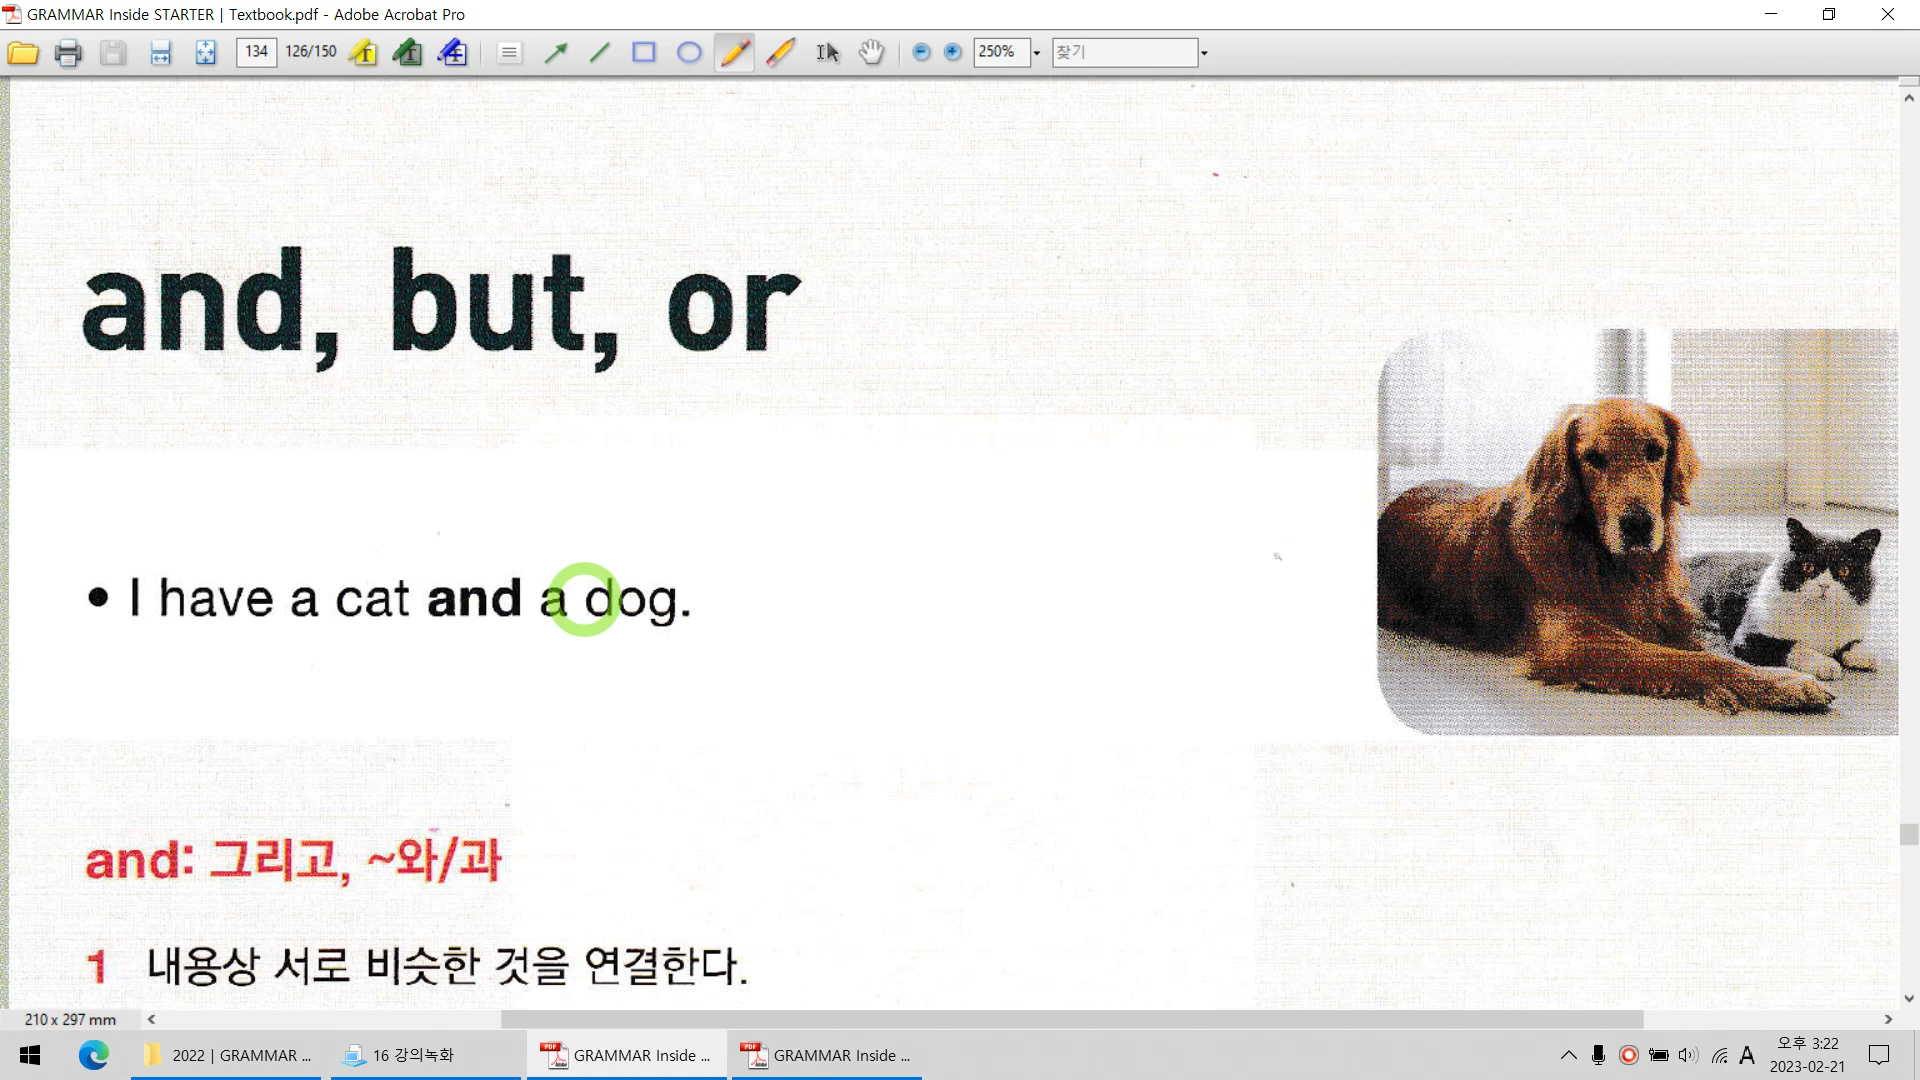 GRAMMAR Inside STARTER | Textbook.pdf - Adobe Acrobat Pro
134 126/150 250% 찾기
and, but, or
• I have a cat and a dog.
and: 그리고, ~와/과
1 내용상 서로 비슷한 것을 연결한다.
210 x 297 mm
2022 | GRAMMAR ... 16 강의녹화 GRAMMAR Inside ... GRAMMAR Inside ... A 오후 3:22
2023-02-21